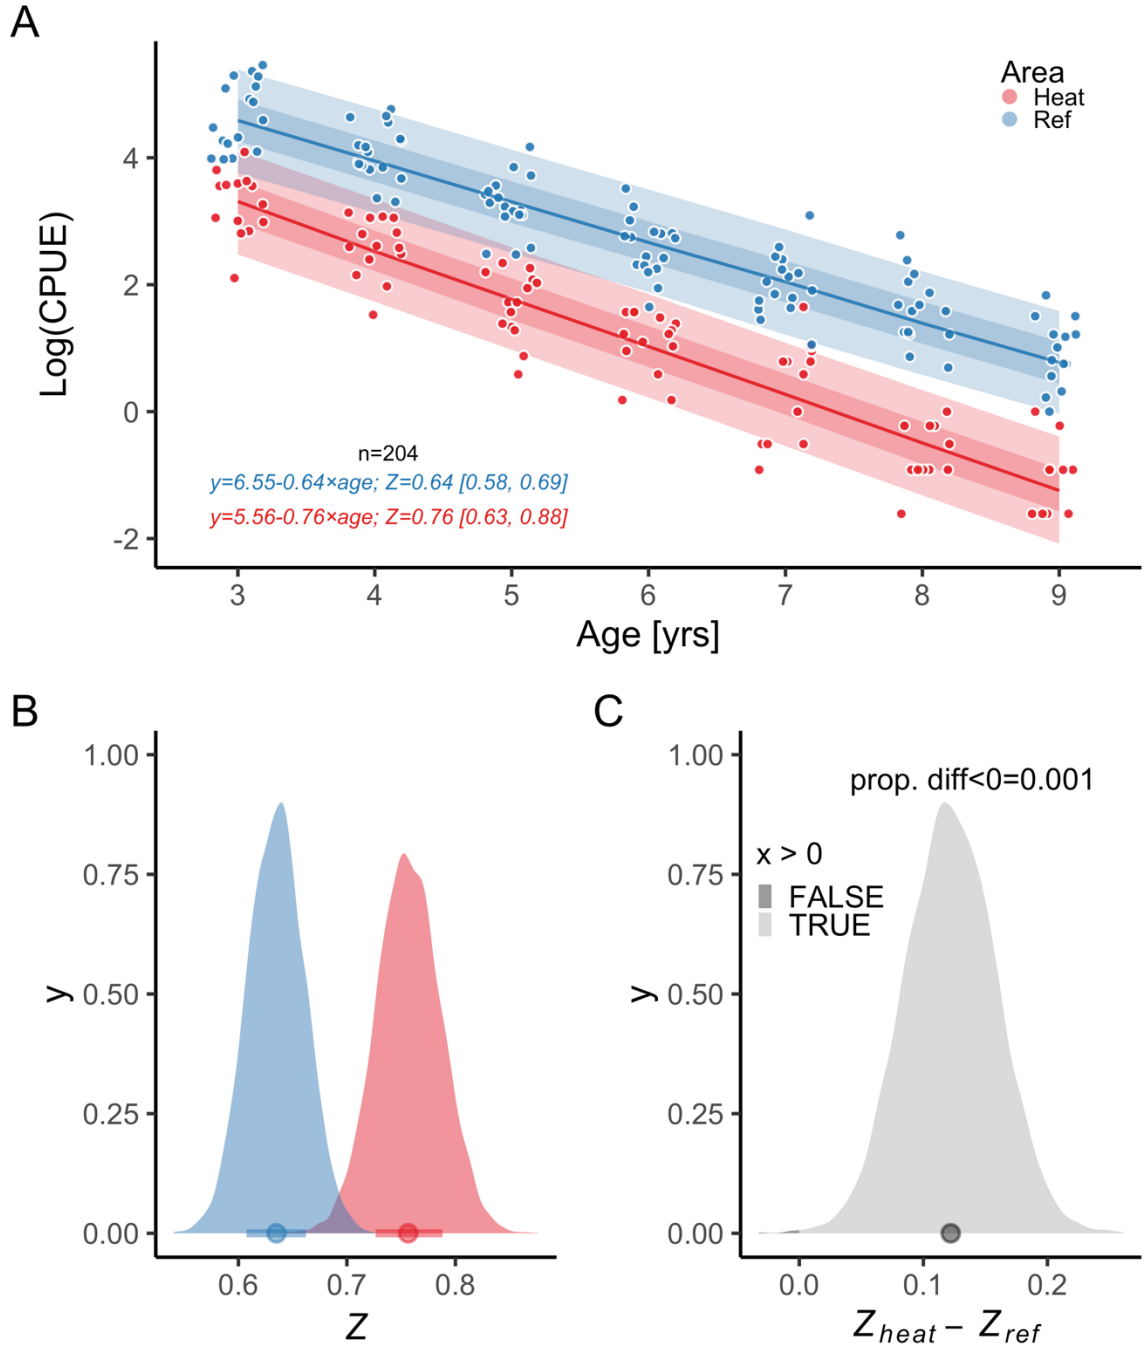 A
Area
Heat
Ref
Log(CPUE)
4
2
0
-2
n=204
y=6.55-0.64×age; Z=0.64 [0.58, 0.69]
y=5.56-0.76×age; Z=0.76 [0.63, 0.88]
3 4 5 6 7 8 9
Age [yrs]
B
1.00
0.75
0.50
0.25
0.00
y
0.6 0.7 0.8
Z
C
prop. diff<0=0.001
x > 0
FALSE
TRUE
1.00
0.75
0.50
0.25
0.00
y
0.0 0.1 0.2
Zheat − Zref